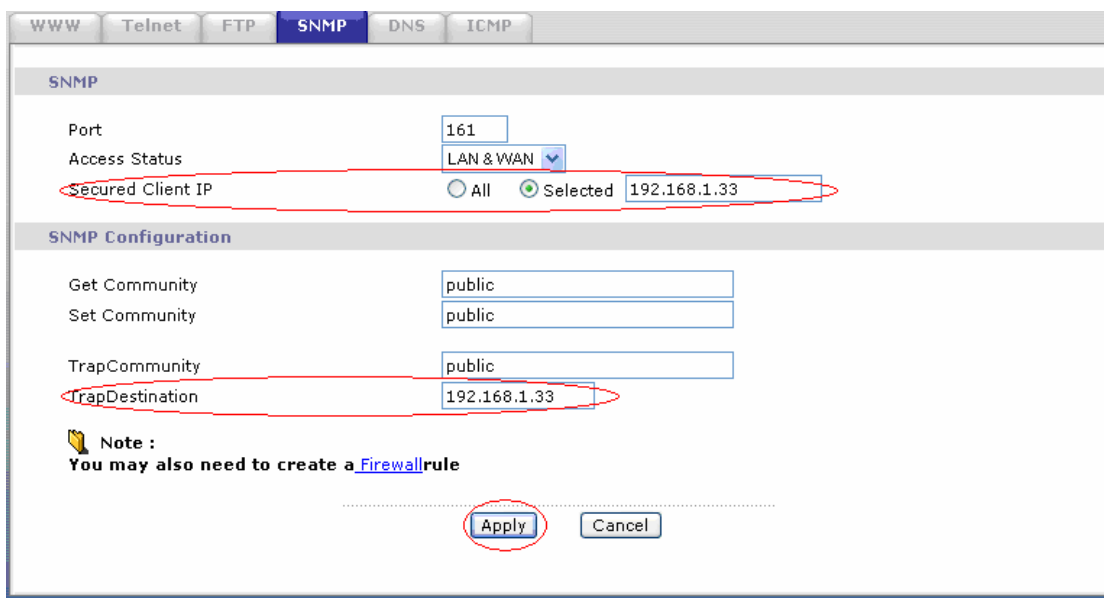 WWW Telnet FTP SNMP DNS ICMP
SNMP
Port 161
Access Status LAN & WAN
Secured Client IP All Selected 192.168.1.33
SNMP Configuration
Get Community public
Set Community public
TrapCommunity public
TrapDestination 192.168.1.33
Note :
You may also need to create a Firewallrule
Apply Cancel